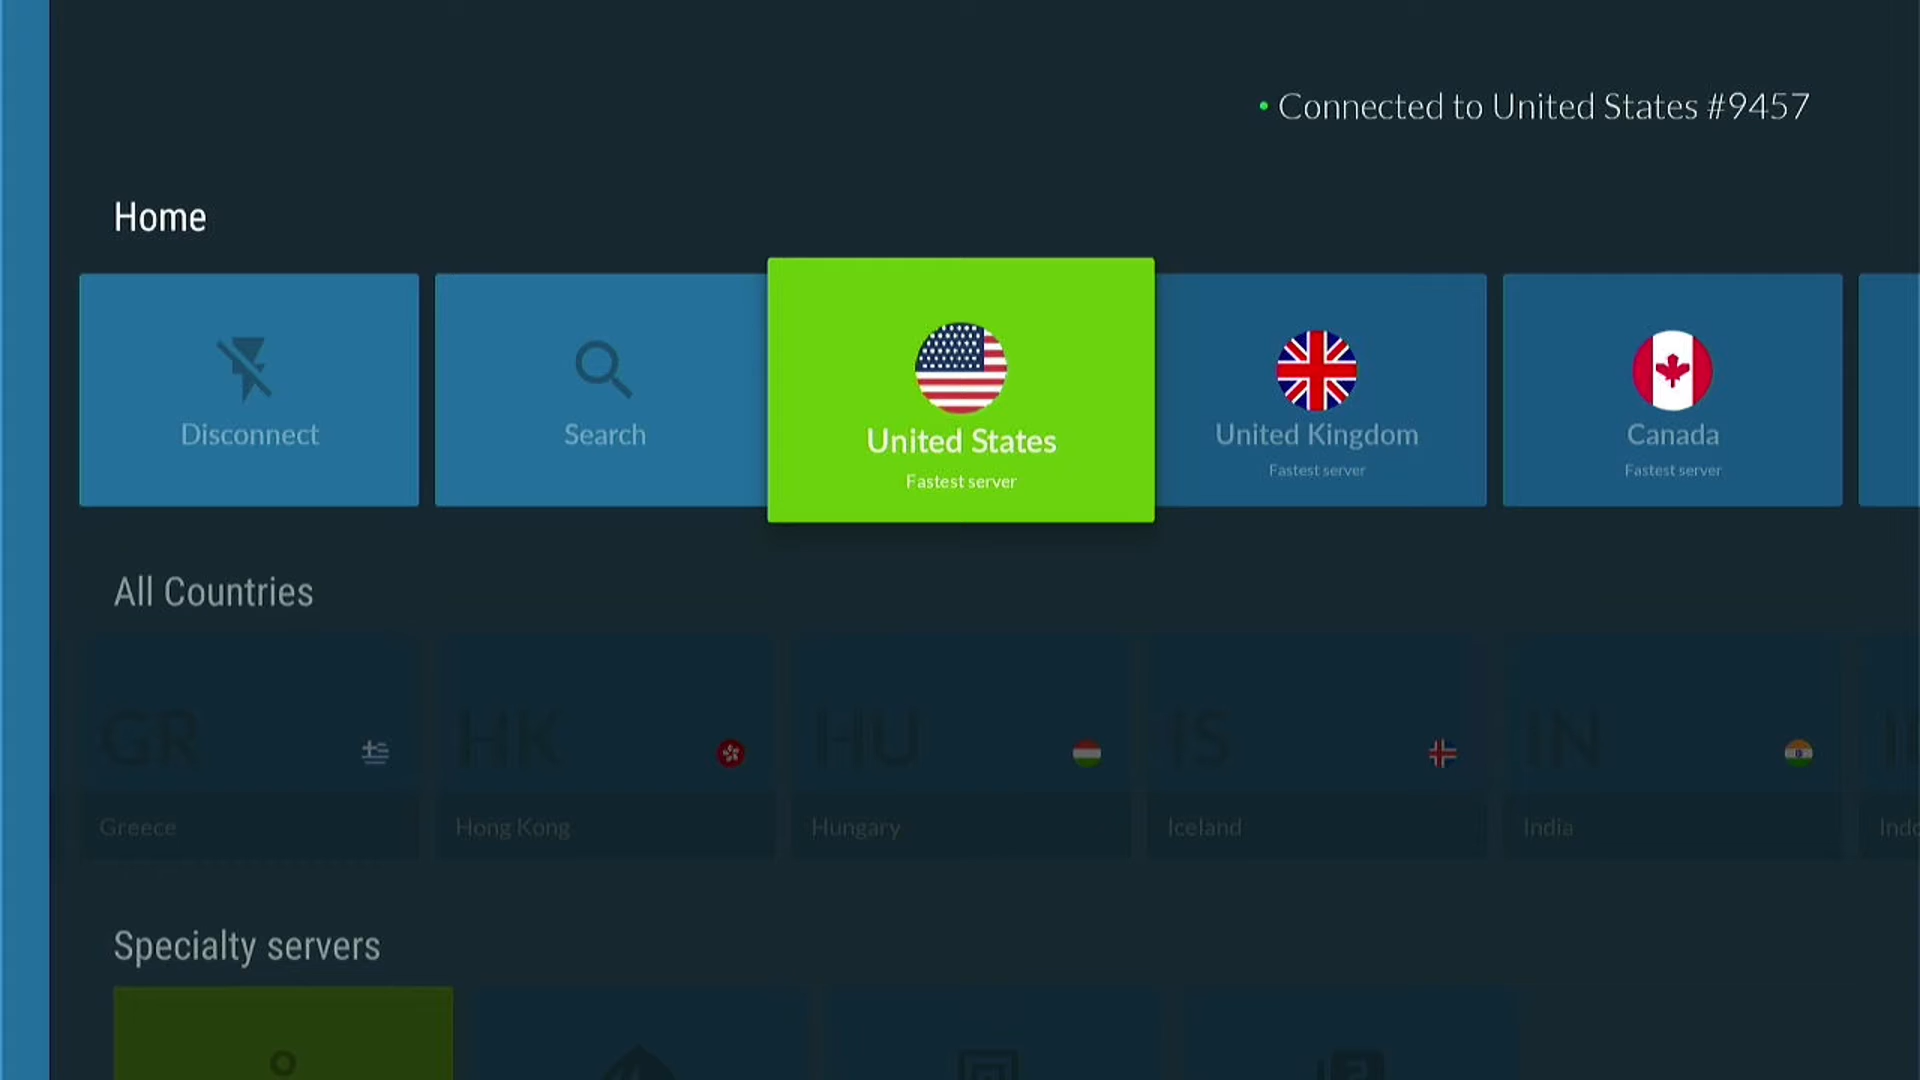 Connected to United States #9457
Home
Disconnect
Search
United States
Fastest server
United Kingdom
Fastest server
Canada
Fastest server
All Countries
GR
HK
HU
IS
IN
Greece
Hong Kong
Hungary
Iceland
India
Specialty servers